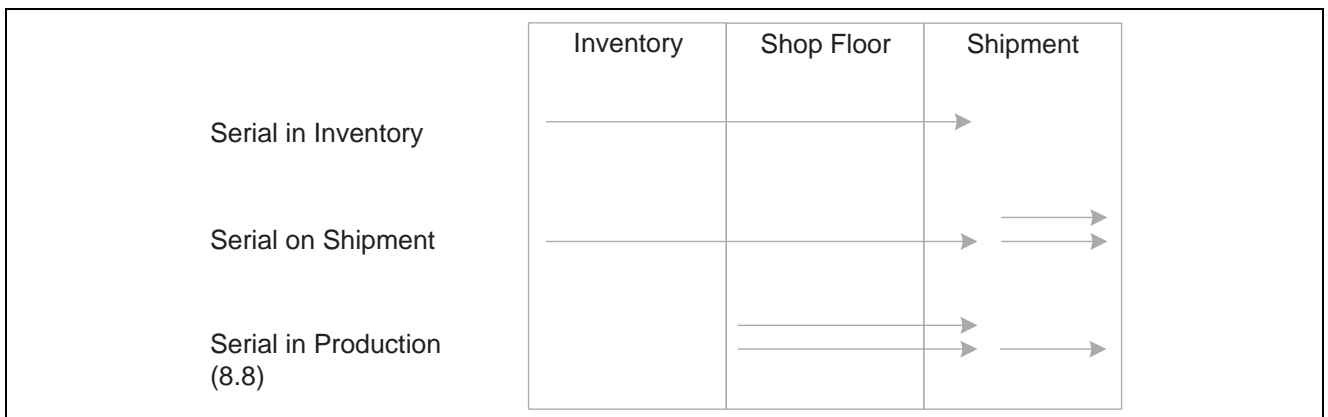 Inventory Shop Floor Shipment
Serial in Inventory
Serial on Shipment
Serial in Production
(8.8)